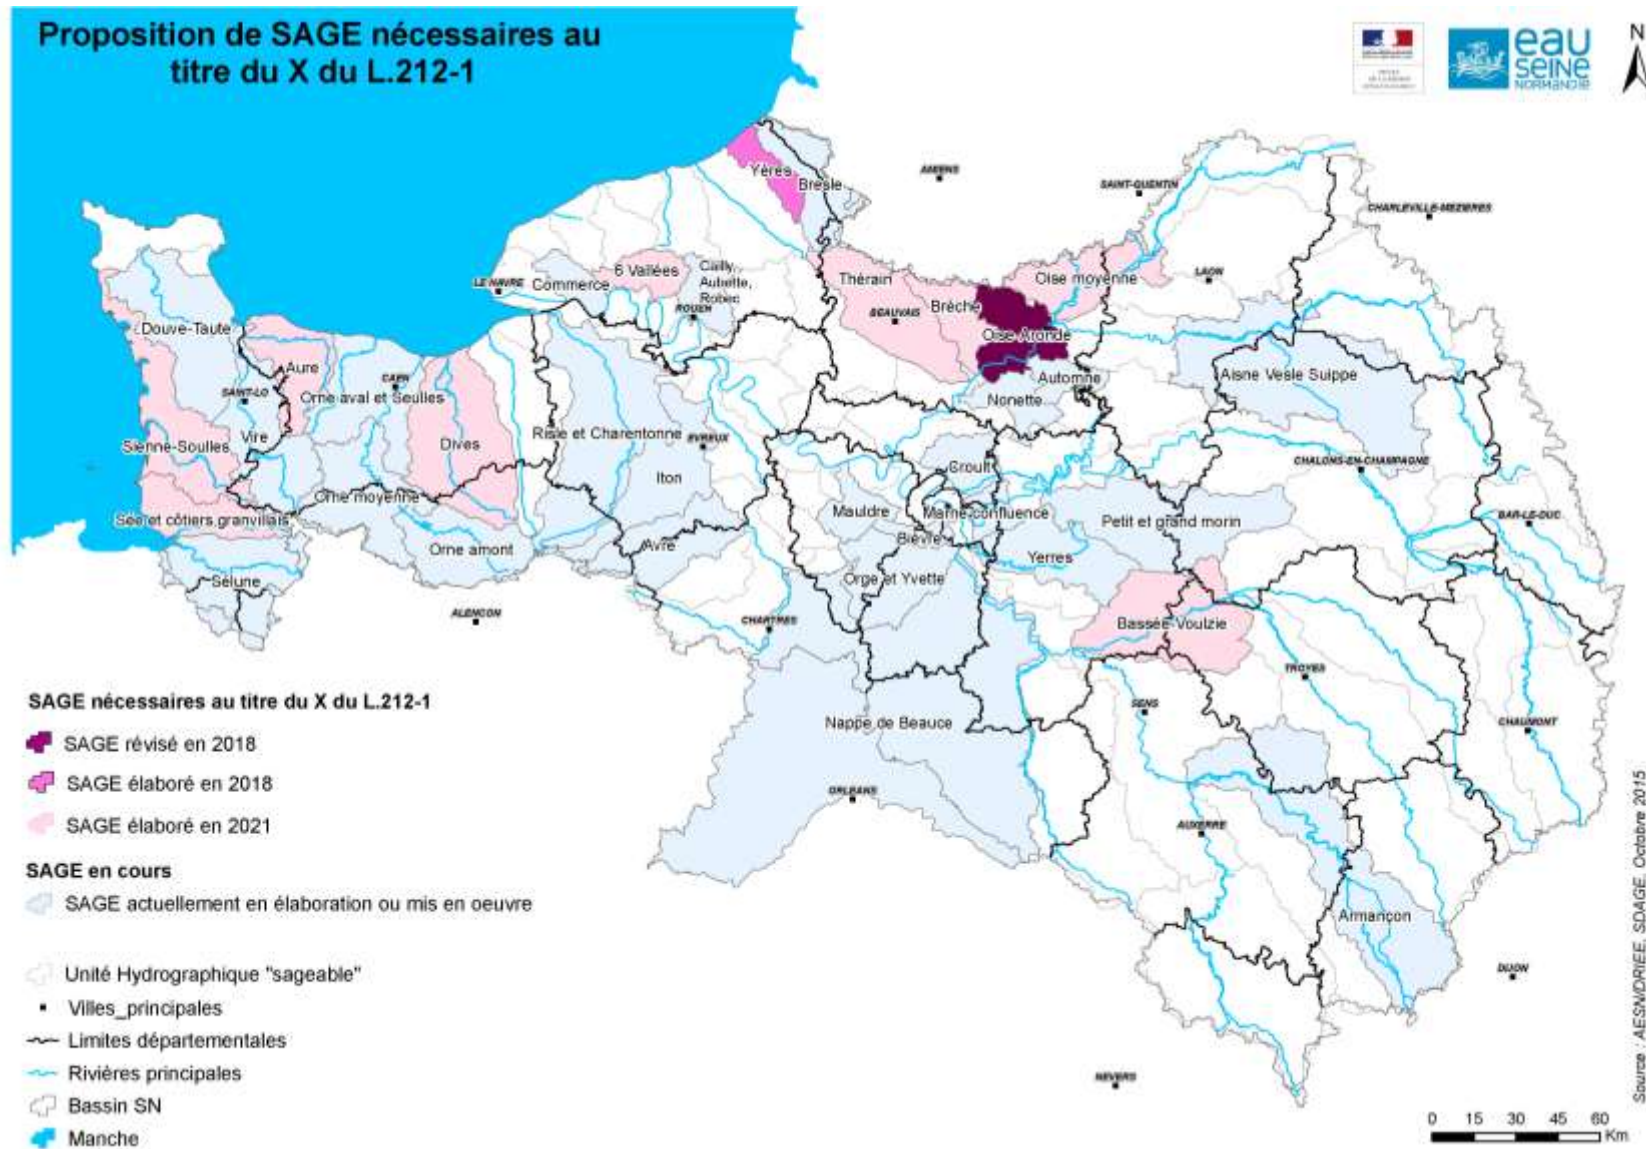 Proposition de SAGE nécessaires au
titre du X du L.212-1
eau
seine
NORMANDIE
N
AMIENS
SAINT-QUENTIN
CHARLEVILLE-MEZIERES
Yères
Bresle
LE HAVRE
Commerce
6 Vallées
Cailly,
Aubette,
Robec
ROUEN
Thérain
BEAUVAIS
Brèche
Oise moyenne
LAON
Oise-Aronde
Automne
Nonette
Aisne Vesle Suippe
Douve-Taute
SAINT-LO
Aure
CAEN
Orne aval et Seulles
Vire
Sienne-Soulles
Dives
Risle et Charentonne
EVREUX
Iton
Croult
CHALONS-EN-CHAMPAGNE
Orne moyenne
Sée et côtiers granvillais
Orne amont
Avre
Mauldre
Marne confluence
Bièvre
Petit et grand morin
BAR-LE-DUC
Yerres
Sélune
Orge et Yvette
ALENCON
CHARTRES
Bassée-Voulzie
TROYES
SENS
CHAUMONT
Nappe de Beauce
ORLEANS
AUXERRE
Armançon
DIJON
NEVERS
SAGE nécessaires au titre du X du L.212-1
SAGE révisé en 2018
SAGE élaboré en 2018
SAGE élaboré en 2021
SAGE en cours
SAGE actuellement en élaboration ou mis en oeuvre
Unité Hydrographique "sageable"
Villes_principales
Limites départementales
Rivières principales
Bassin SN
Manche
0 15 30 45 60
Km
Source : AESN/DRIEE, SDAGE, Octobre 2015